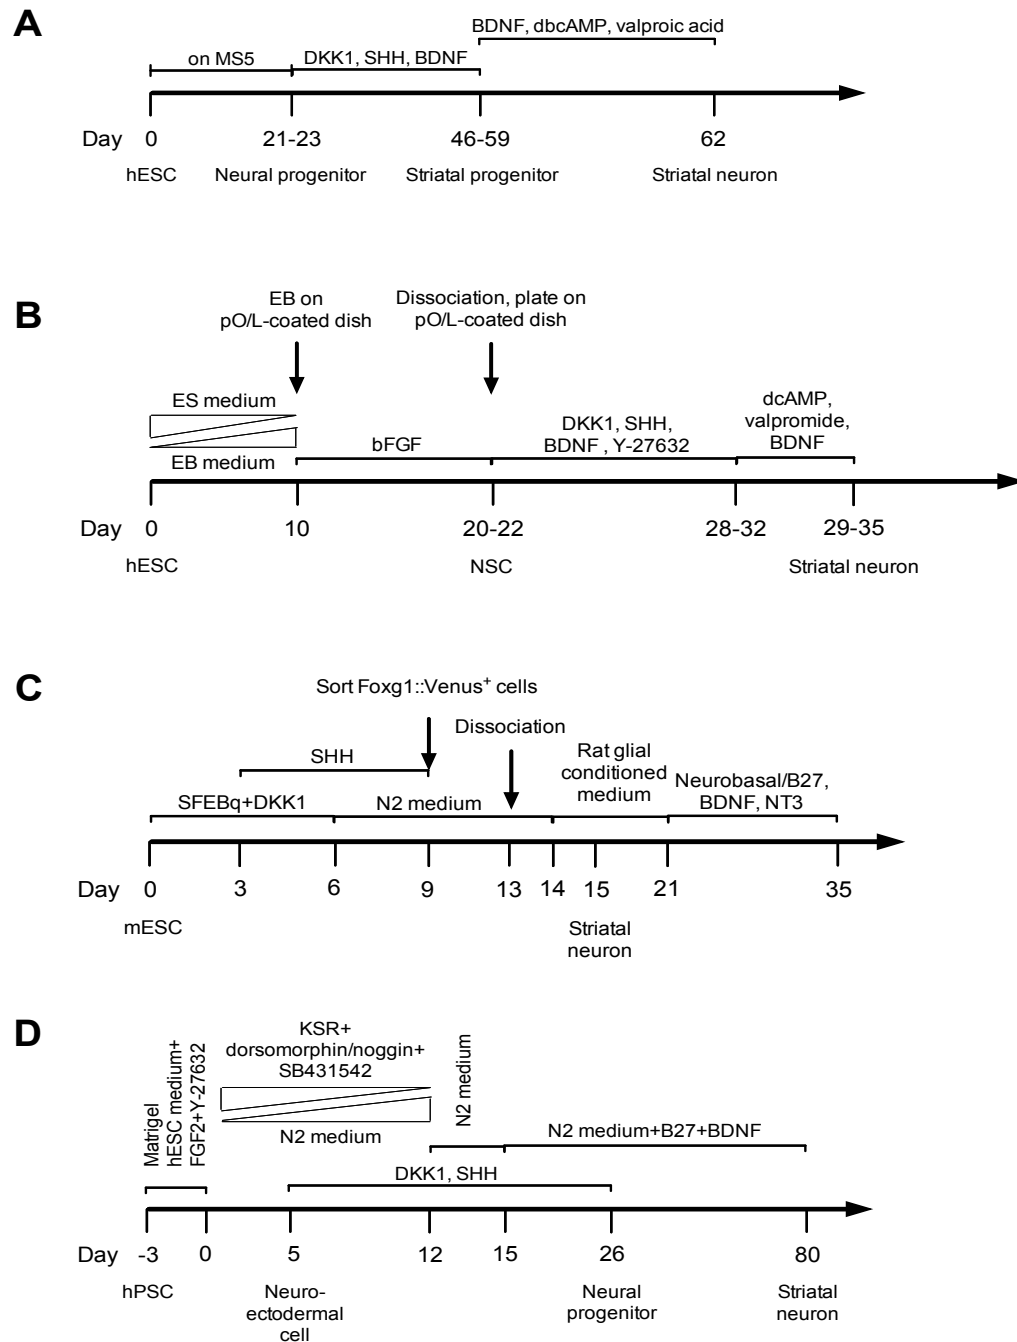 A
BDNF, dbcAMP, valproic acid
on MS5
DKK1, SHH, BDNF
Day 0 21-23 46-59 62
hESC Neural progenitor Striatal progenitor Striatal neuron
B
EB on
pO/L-coated dish
Dissociation, plate on
pO/L-coated dish
ES medium
EB medium
bFGF
DKK1, SHH,
BDNF , Y-27632
dcAMP,
valpromide,
BDNF
Day 0 10 20-22 28-32 29-35
hESC NSC Striatal neuron
C
Sort Foxg1::Venus⁺ cells
Dissociation
SHH
SFEBq+DKK1
N2 medium
Rat glial
conditioned
medium
Neurobasal/B27,
BDNF, NT3
Day 0 3 6 9 13 14 15 21 35
mESC
Striatal
neuron
D
Matrigel
hESC medium+
FGF2+Y-27632
KSR+
dorsomorphin/noggin+
SB431542
N2 medium
N2 medium
N2 medium+B27+BDNF
DKK1, SHH
Day -3 0 5 12 15 26 80
hPSC
Neuro-
ectodermal
cell
Neural
progenitor
Striatal
neuron